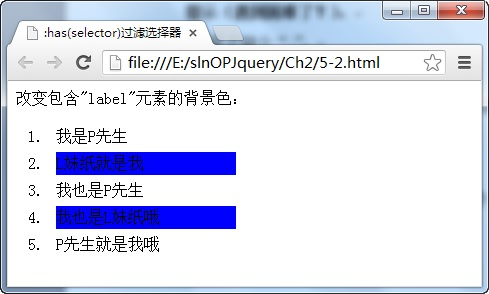 :has(selector)过滤选择器
file:///E:/slnOPJquery/Ch2/5-2.html
改变包含"label"元素的背景色：
1. 我是P先生
2. L妹纸就是我
3. 我也是P先生
4. 我也是L妹纸哦
5. P先生就是我哦